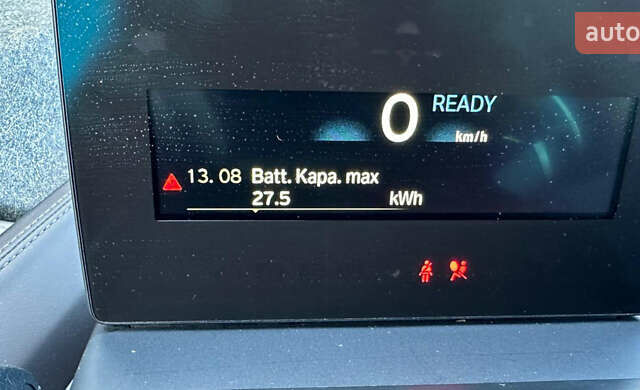 auto
0 READY
km/h
13. 08 Batt. Kapa. max
27.5 kWh